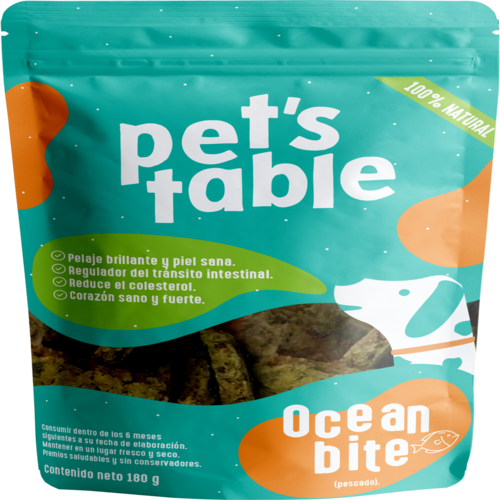 pet's
table
100% NATURAL
Pelaje brillante y piel sana.
Regulador del tránsito intestinal.
Reduce el colesterol.
Corazón sano y fuerte.
Consumir dentro de los 6 meses
siguientes a su fecha de elaboración.
Mantener en un lugar fresco y seco.
Premios saludables y sin conservadores.
Contenido neto 180 g
Ocean
bite
(pescado).